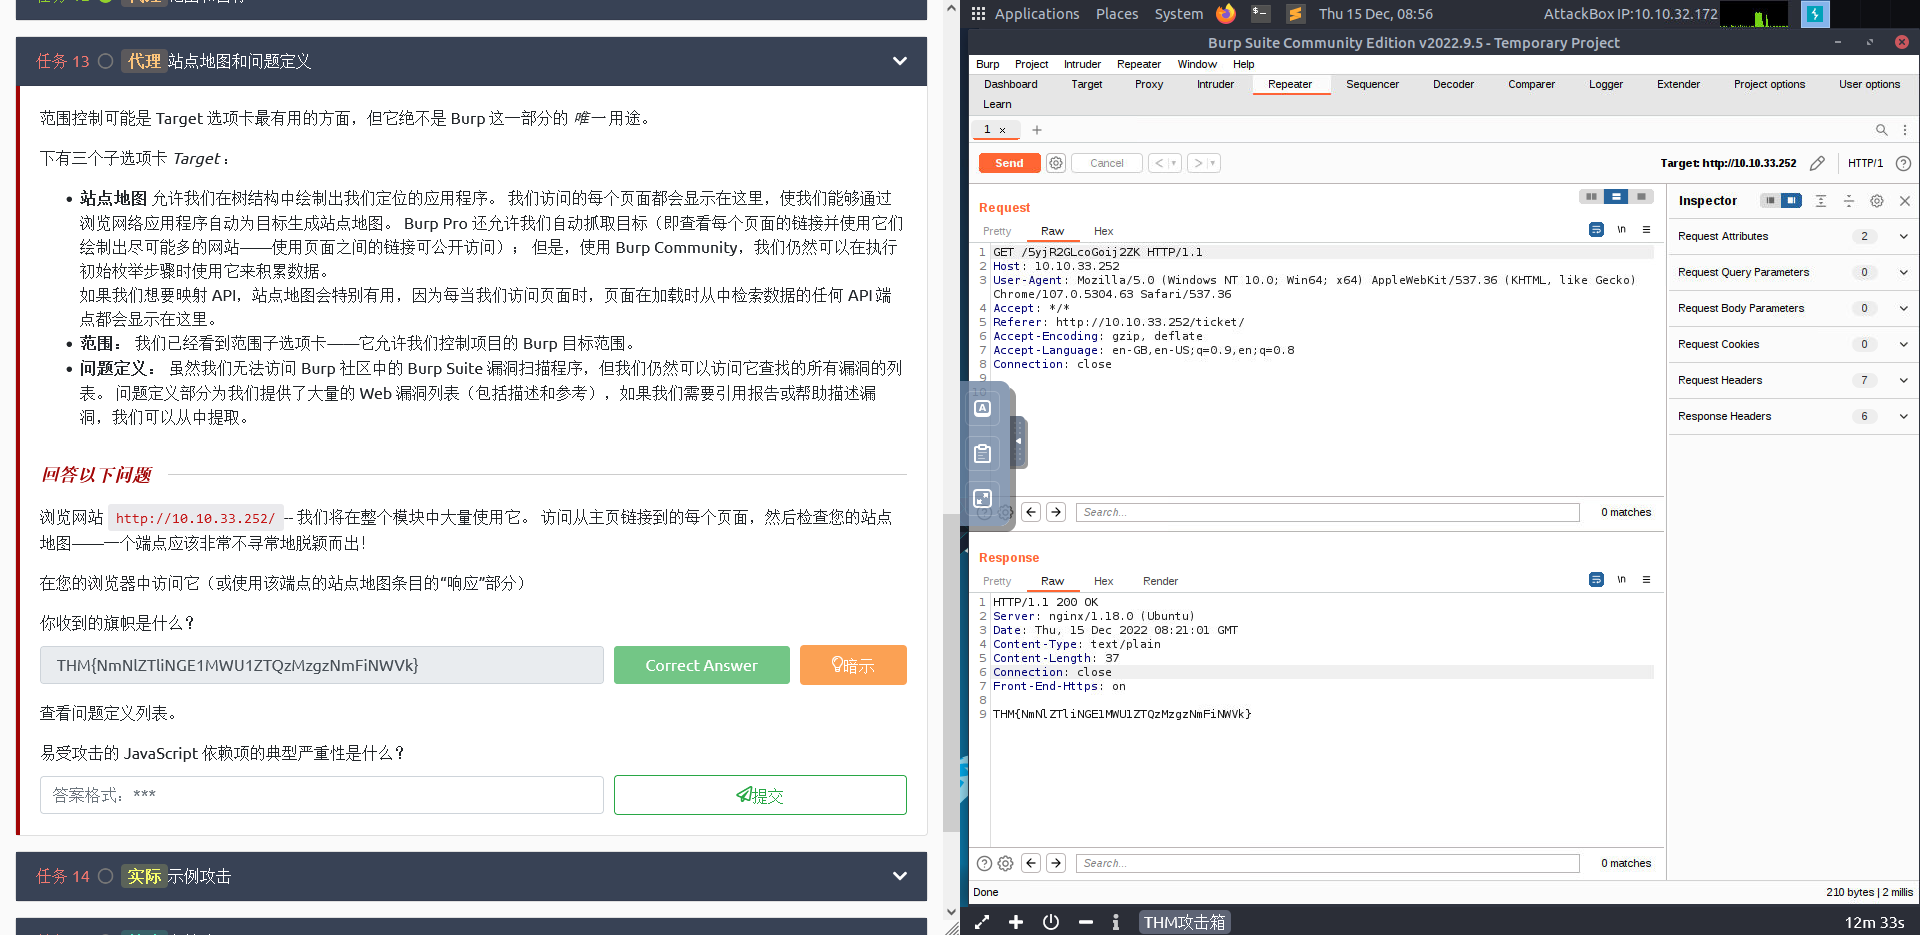 任务 13 代理 站点地图和问题定义
范围控制可能是 Target 选项卡最有用的方面，但它绝不是 Burp 这一部分的 唯一 用途。
下有三个子选项卡 Target：
站点地图 允许我们在树结构中绘制出我们定位的应用程序。 我们访问的每个页面都会显示在这里，使我们能够通过
浏览网络应用程序自动为目标生成站点地图。 Burp Pro 还允许我们自动抓取目标（即查看每个页面的链接并使用它们
绘制出尽可能多的网站——使用页面之间的链接可公开访问）； 但是，使用 Burp Community，我们仍然可以在执行
初始枚举步骤时使用它来积累数据。
如果我们想要映射 API，站点地图会特别有用，因为每当我们访问页面时，页面在加载时从中检索数据的任何 API 端
点都会显示在这里。
范围： 我们已经看到范围子选项卡——它允许我们控制项目的 Burp 目标范围。
问题定义： 虽然我们无法访问 Burp 社区中的 Burp Suite 漏洞扫描程序，但我们仍然可以访问它查找的所有漏洞的列
表。 问题定义部分为我们提供了大量的 Web 漏洞列表（包括描述和参考），如果我们需要引用报告或帮助描述漏
洞，我们可以从中提取。
回答以下问题
浏览网站 http://10.10.33.252/ -- 我们将在整个模块中大量使用它。 访问从主页链接到的每个页面，然后检查您的站点
地图——一个端点应该非常不寻常地脱颖而出！
在您的浏览器中访问它（或使用该端点的站点地图条目的“响应”部分）
你收到的旗帜是什么？
THM{NmNlZTliNGE1MWU1ZTQzMzgzNmFiNWVk}
Correct Answer
暗示
查看问题定义列表。
易受攻击的 JavaScript 依赖项的典型严重性是什么？
答案格式：***
提交
任务 14 实际 示例攻击
Applications Places System Thu 15 Dec, 08:56 AttackBox IP:10.10.32.172
Burp Suite Community Edition v2022.9.5 - Temporary Project
Burp Project Intruder Repeater Window Help
Dashboard Target Proxy Intruder Repeater Sequencer Decoder Comparer Logger Extender Project options User options
Learn
1 × +
Send Cancel < > Target: http://10.10.33.252 HTTP/1
Request
Pretty Raw Hex \n
1 GET /5yjR2GLcoGoij2ZK HTTP/1.1
2 Host: 10.10.33.252
3 User-Agent: Mozilla/5.0 (Windows NT 10.0; Win64; x64) AppleWebKit/537.36 (KHTML, like Gecko)
Chrome/107.0.5304.63 Safari/537.36
4 Accept: */*
5 Referer: http://10.10.33.252/ticket/
6 Accept-Encoding: gzip, deflate
7 Accept-Language: en-GB,en-US;q=0.9,en;q=0.8
8 Connection: close
9
Search... 0 matches
Response
Pretty Raw Hex Render \n
1 HTTP/1.1 200 OK
2 Server: nginx/1.18.0 (Ubuntu)
3 Date: Thu, 15 Dec 2022 08:21:01 GMT
4 Content-Type: text/plain
5 Content-Length: 37
6 Connection: close
7 Front-End-Https: on
8
9 THM{NmNlZTliNGE1MWU1ZTQzMzgzNmFiNWVk}
Search... 0 matches
Done 210 bytes | 2 millis
Inspector
Request Attributes 2
Request Query Parameters 0
Request Body Parameters 0
Request Cookies 0
Request Headers 7
Response Headers 6
THM攻击箱
12m 33s